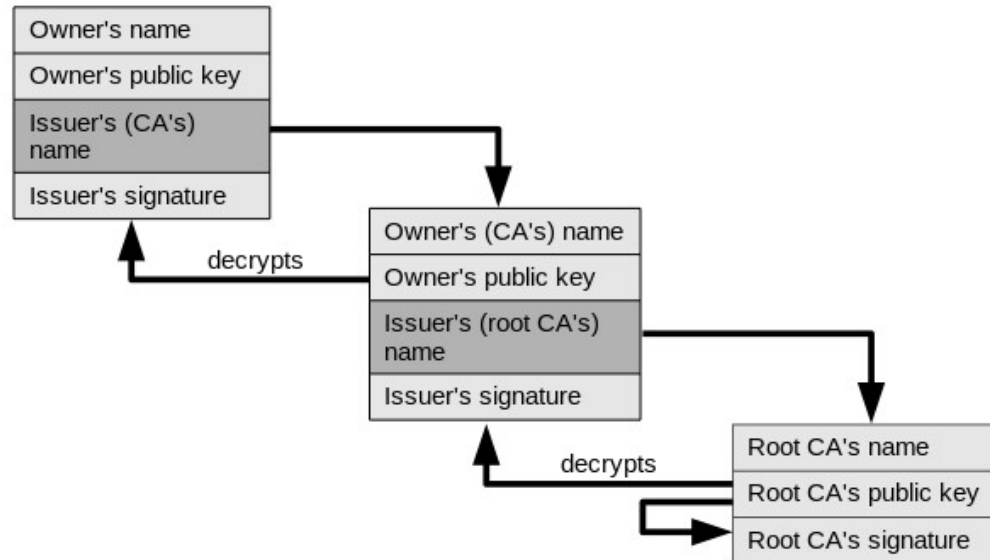 Owner's name
Owner's public key
Issuer's (CA's)
name
Issuer's signature
decrypts
Owner's (CA's) name
Owner's public key
Issuer's (root CA's)
name
Issuer's signature
decrypts
Root CA's name
Root CA's public key
Root CA's signature